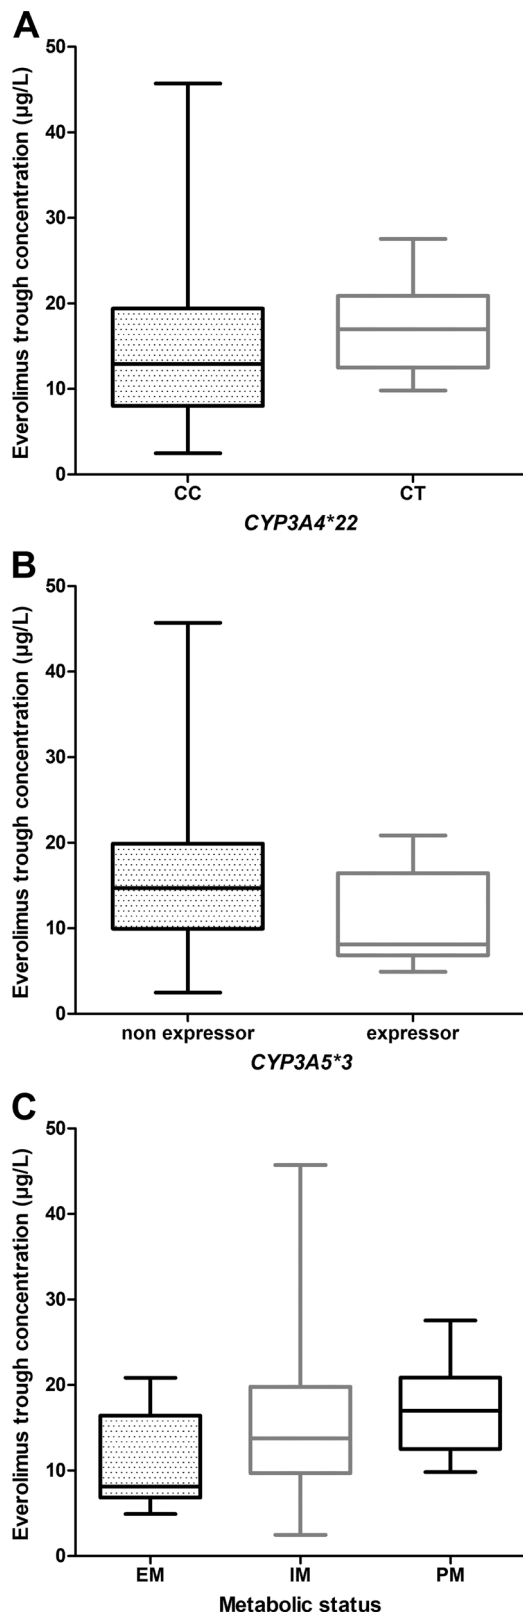 A
Everolimus trough concentration (µg/L)
50
40
30
20
10
0
CC CT
CYP3A4*22
B
Everolimus trough concentration (µg/L)
50
40
30
20
10
0
non expressor expressor
CYP3A5*3
C
Everolimus trough concentration (µg/L)
50
40
30
20
10
0
EM IM PM
Metabolic status